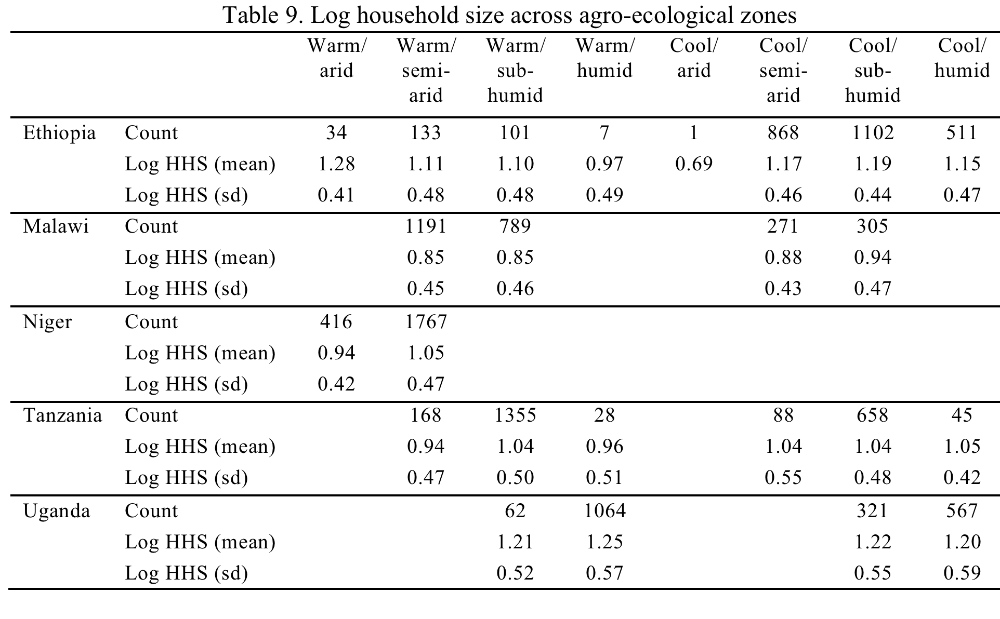 Table 9. Log household size across agro-ecological zones
Warm/ Warm/ Warm/ Warm/ Cool/ Cool/ Cool/ Cool/
arid semi- sub- humid arid semi- sub- humid
arid humid arid humid
Ethiopia Count 34 133 101 7 1 868 1102 511
Log HHS (mean) 1.28 1.11 1.10 0.97 0.69 1.17 1.19 1.15
Log HHS (sd) 0.41 0.48 0.48 0.49 0.46 0.44 0.47
Malawi Count 1191 789 271 305
Log HHS (mean) 0.85 0.85 0.88 0.94
Log HHS (sd) 0.45 0.46 0.43 0.47
Niger Count 416 1767
Log HHS (mean) 0.94 1.05
Log HHS (sd) 0.42 0.47
Tanzania Count 168 1355 28 88 658 45
Log HHS (mean) 0.94 1.04 0.96 1.04 1.04 1.05
Log HHS (sd) 0.47 0.50 0.51 0.55 0.48 0.42
Uganda Count 62 1064 321 567
Log HHS (mean) 1.21 1.25 1.22 1.20
Log HHS (sd) 0.52 0.57 0.55 0.59